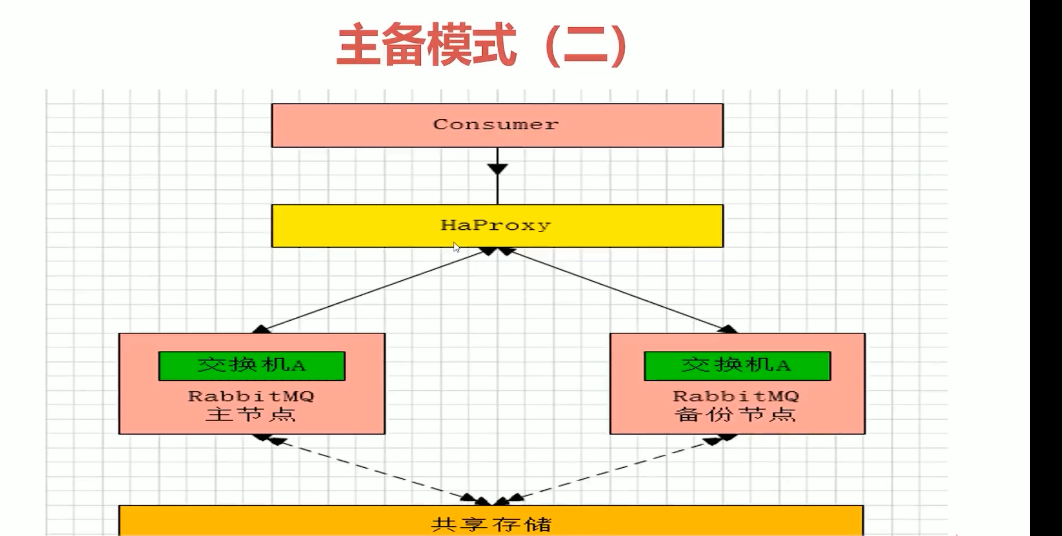 主备模式（二）
Consumer
HaProxy
交换机A
RabbitMQ
主节点
交换机A
RabbitMQ
备份节点
共享存储